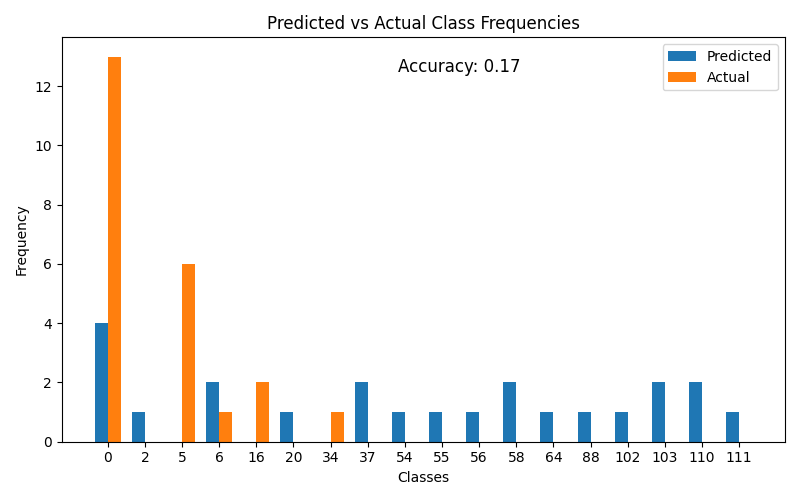 Predicted vs Actual Class Frequencies
Accuracy: 0.17
Predicted
Actual
Frequency
12
10
8
6
4
2
0
0 2 5 6 16 20 34 37 54 55 56 58 64 88 102 103 110 111
Classes